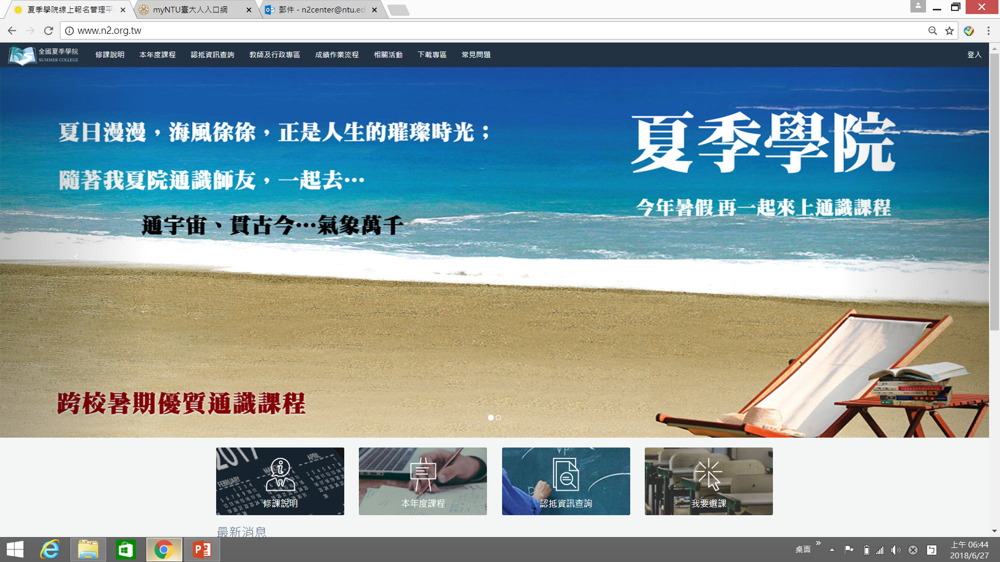 夏季學院線上報名管理平
myNTU臺大人入口網
郵件 - n2center@ntu.ed
www.n2.org.tw
全國夏季學院
SUMMER COLLEGE
修課說明 本年度課程 認抵資訊查詢 教師及行政專區 成績作業流程 相關活動 下載專區 常見問題 登入
夏日漫漫，海風徐徐，正是人生的璀璨時光；
隨著我夏院通識師友，一起去…
通宇宙、貫古今…氣象萬千
夏季學院
今年暑假 再一起來上通識課程
跨校暑期優質通識課程
2017
FEBRUARY
APRIL
修課說明
本年度課程
認抵資訊查詢
我要選課
最新消息
桌面
上午 06:44
2018/6/27